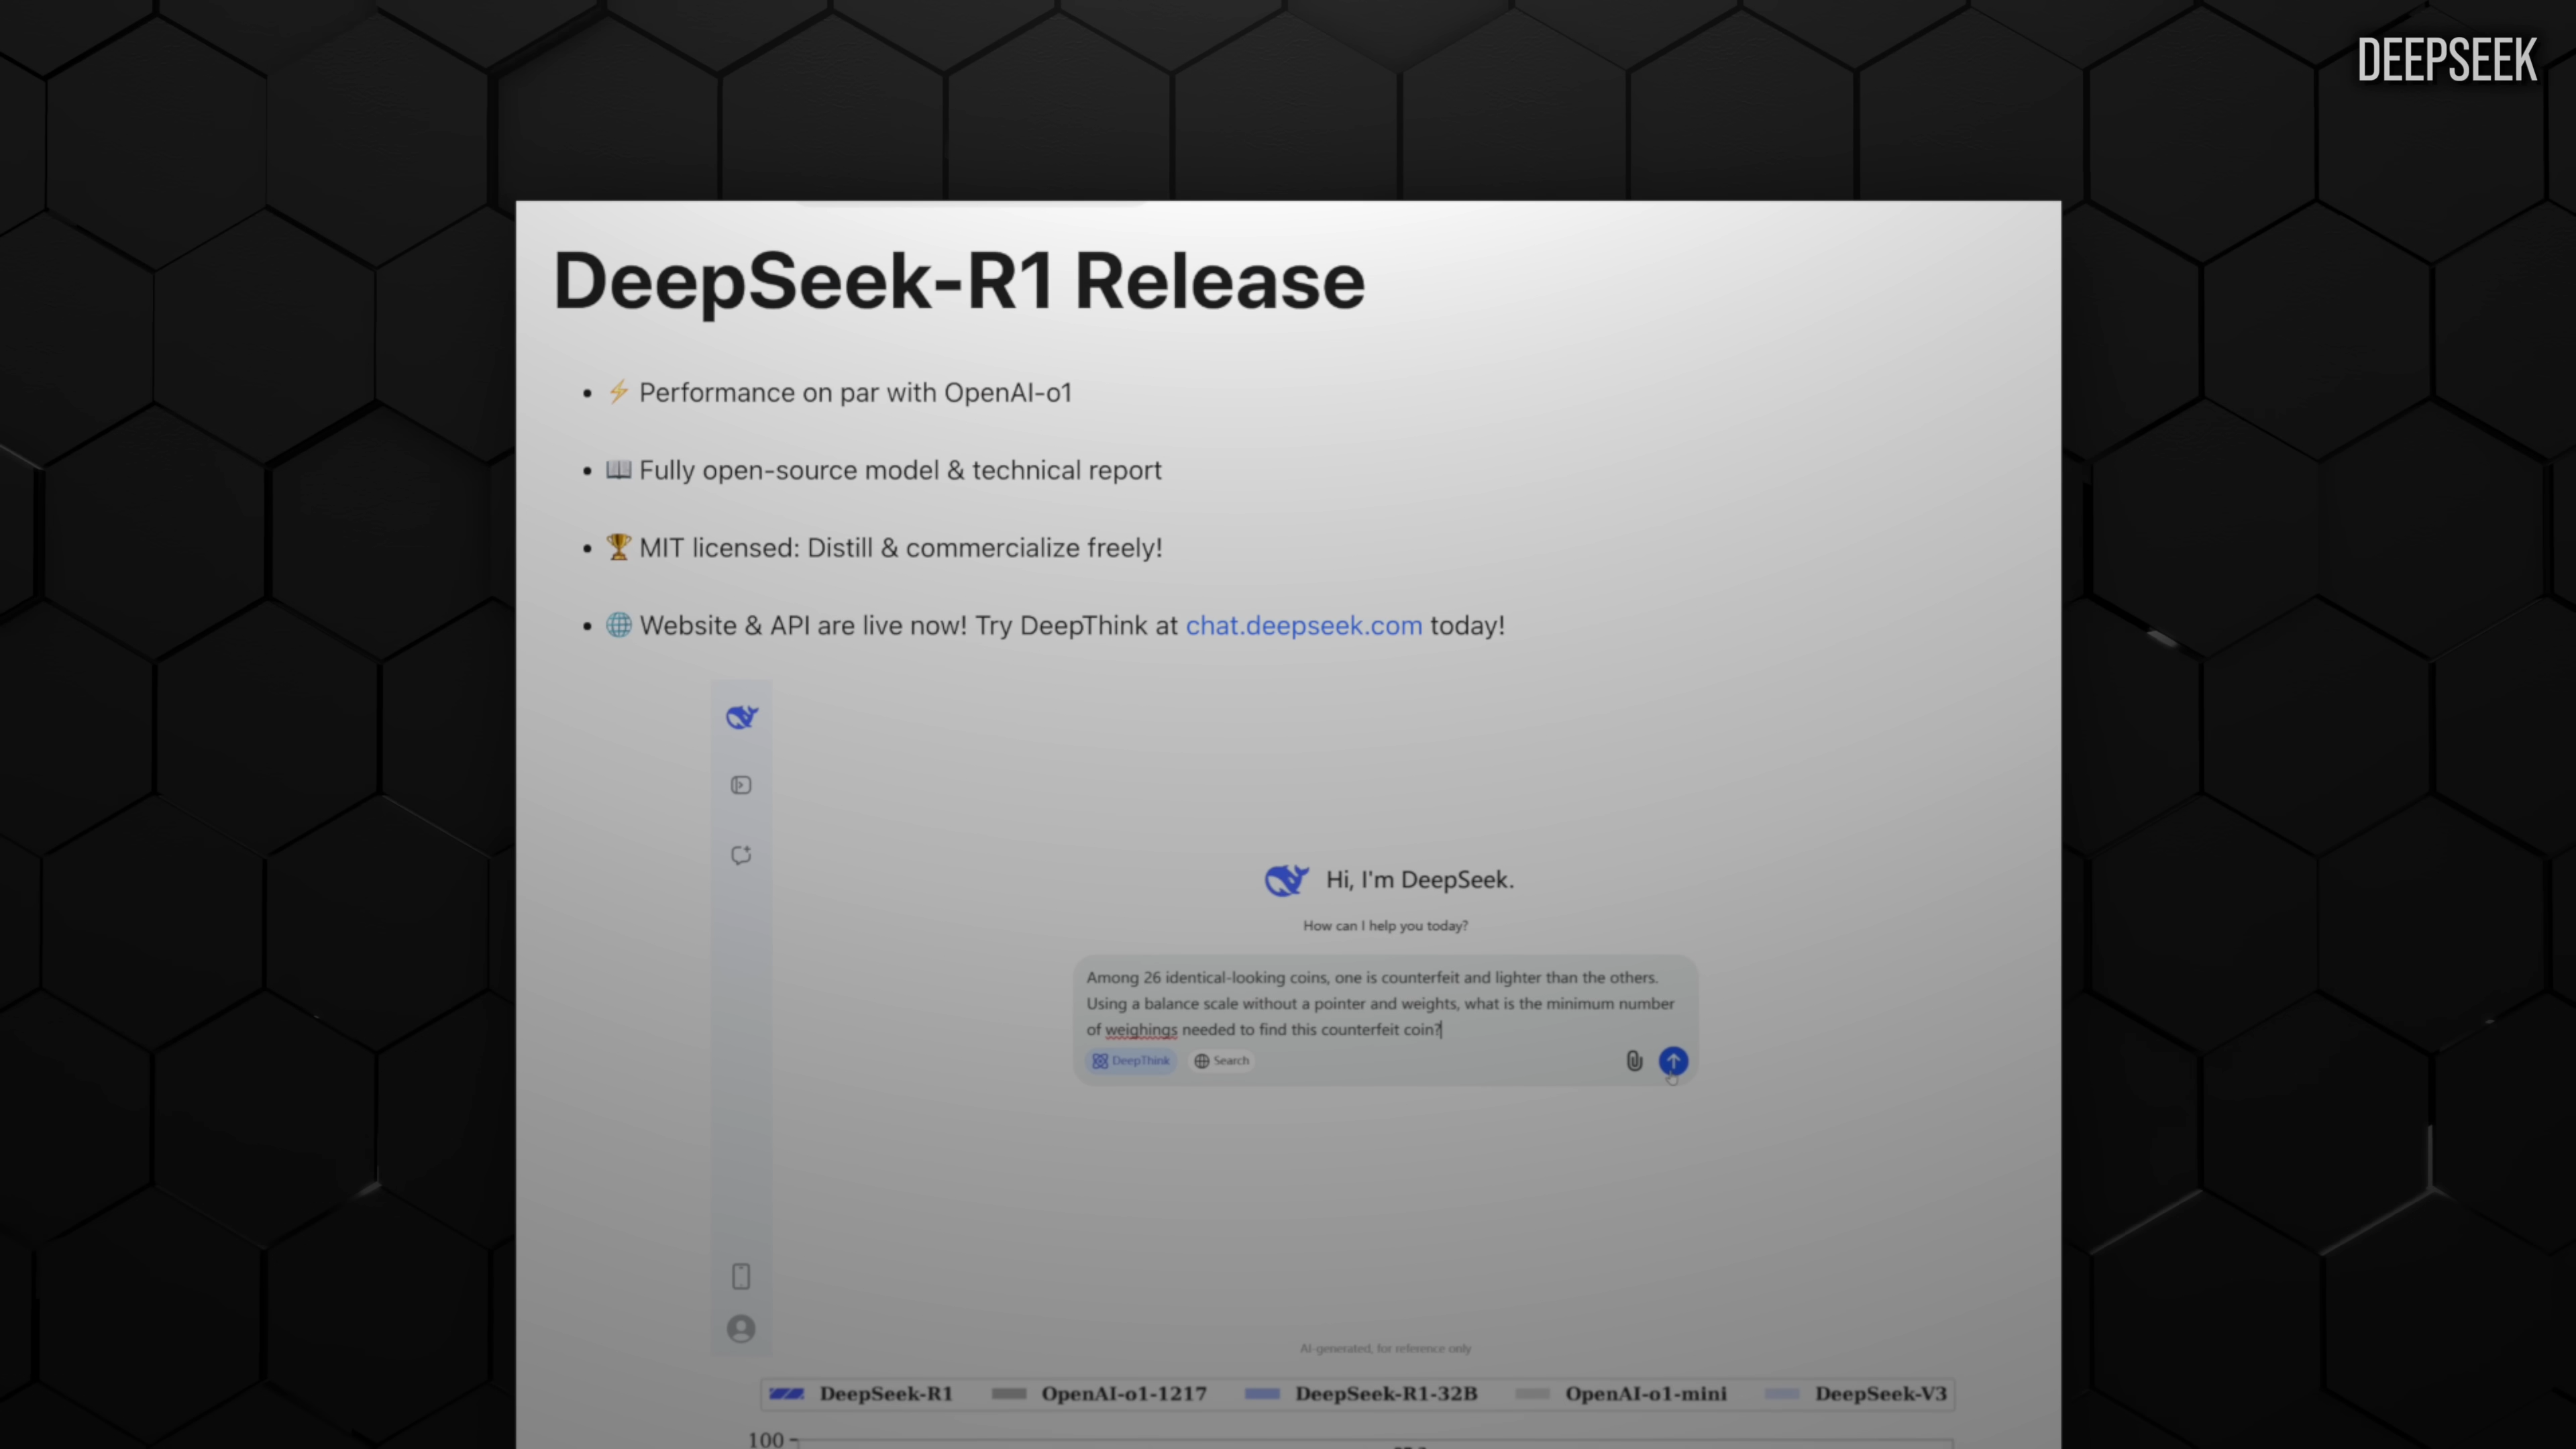 DEEPSEEK
DeepSeek-R1 Release
• ⚡ Performance on par with OpenAI-o1
• 📖 Fully open-source model & technical report
• 🏆 MIT licensed: Distill & commercialize freely!
• 🌐 Website & API are live now! Try DeepThink at chat.deepseek.com today!
Hi, I'm DeepSeek.
How can I help you today?
Among 26 identical-looking coins, one is counterfeit and lighter than the others.
Using a balance scale without a pointer and weights, what is the minimum number
of weighings needed to find this counterfeit coin?
DeepThink Search
AI-generated, for reference only
DeepSeek-R1 OpenAI-o1-1217 DeepSeek-R1-32B OpenAI-o1-mini DeepSeek-V3
100